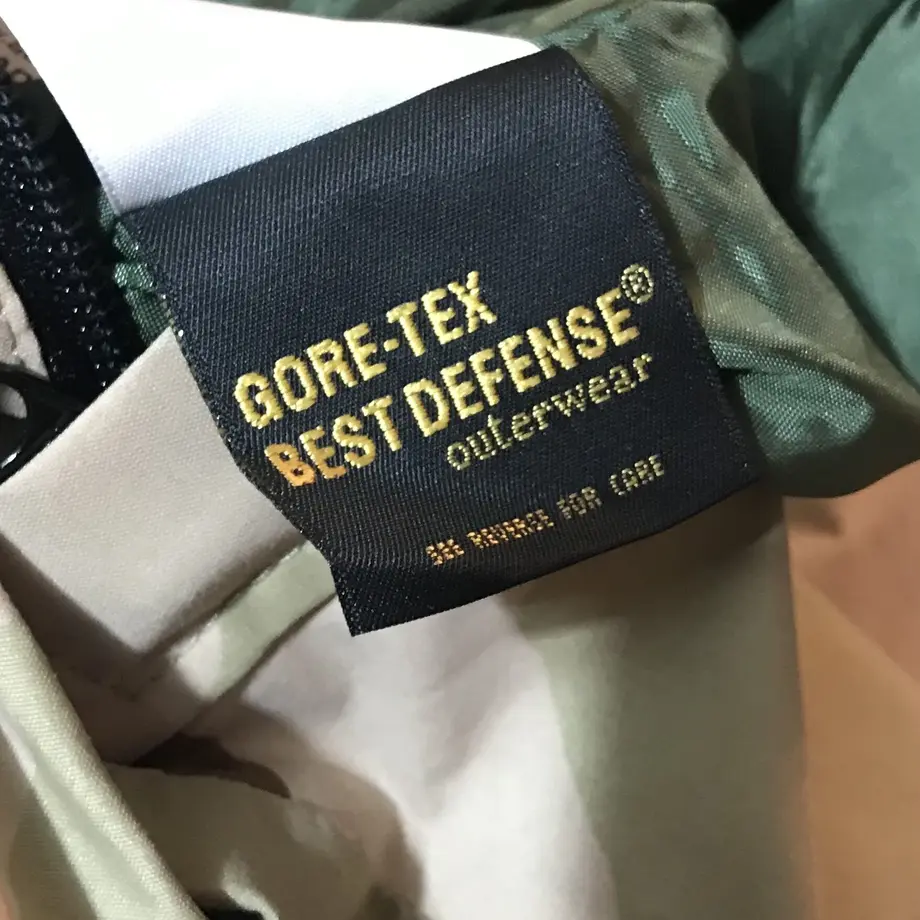 GORE-TEX
BEST DEFENSE®
outerwear
SEE REVERSE FOR CARE